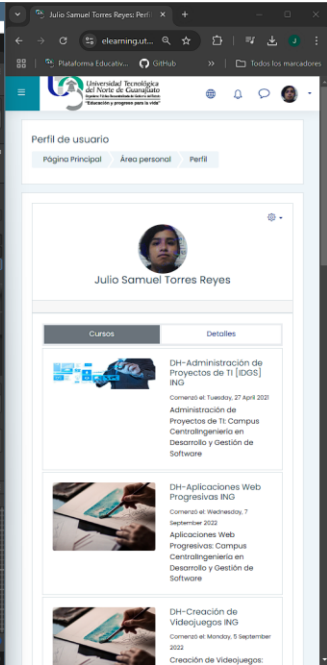 Julio Samuel Torres Reyes: Perfi
elearning.ut...
Plataforma Educativ...
GitHub
Todos los marcadores
Universidad Tecnológica
del Norte de Guanajuato
"Educación y progreso para la vida"
Perfil de usuario
Página Principal
Área personal
Perfil
Julio Samuel Torres Reyes
Cursos
Detalles
DH-Administración de
Proyectos de TI [IDGS]
ING
Comenzó el: Tuesday, 27 April 2021
Administración de
Proyectos de TI: Campus
CentralIngeniería en
Desarrollo y Gestión de
Software
DH-Aplicaciones Web
Progresivas ING
Comenzó el: Wednesday, 7
September 2022
Aplicaciones Web
Progresivas: Campus
CentralIngeniería en
Desarrollo y Gestión de
Software
DH-Creación de
Videojuegos ING
Comenzó el: Monday, 5 September
2022
Creación de Videojuegos: